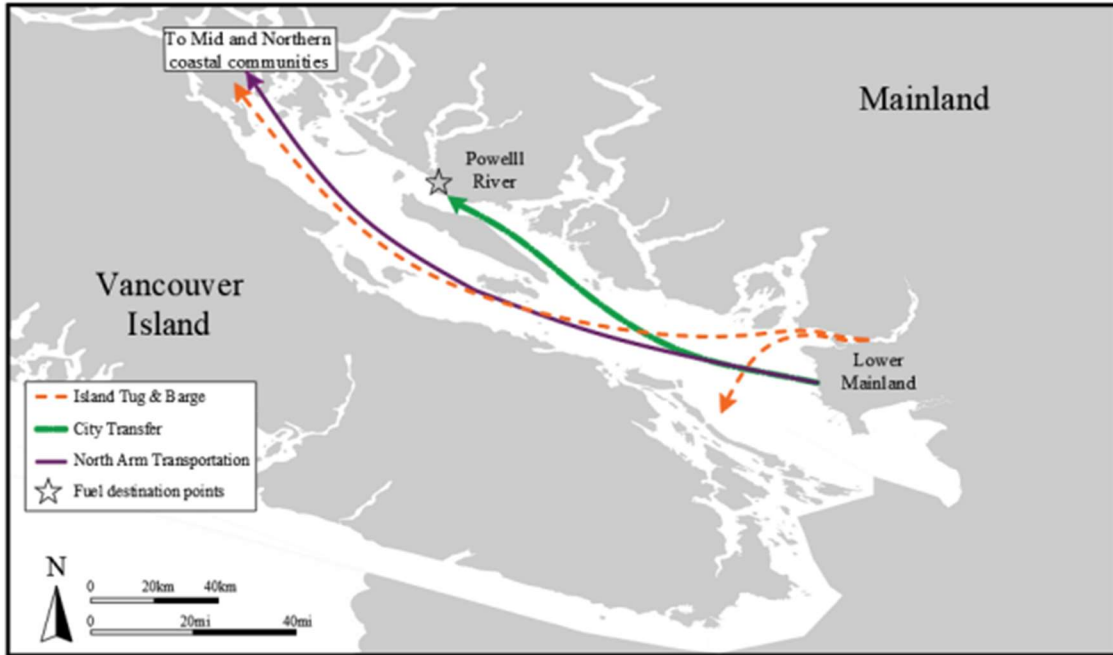 To Mid and Northern
coastal communities
Mainland
Powelll
River
Vancouver
Island
Lower
Mainland
Island Tug & Barge
City Transfer
North Arm Transportation
Fuel destination points
N
0 20km 40km
0 20mi 40mi